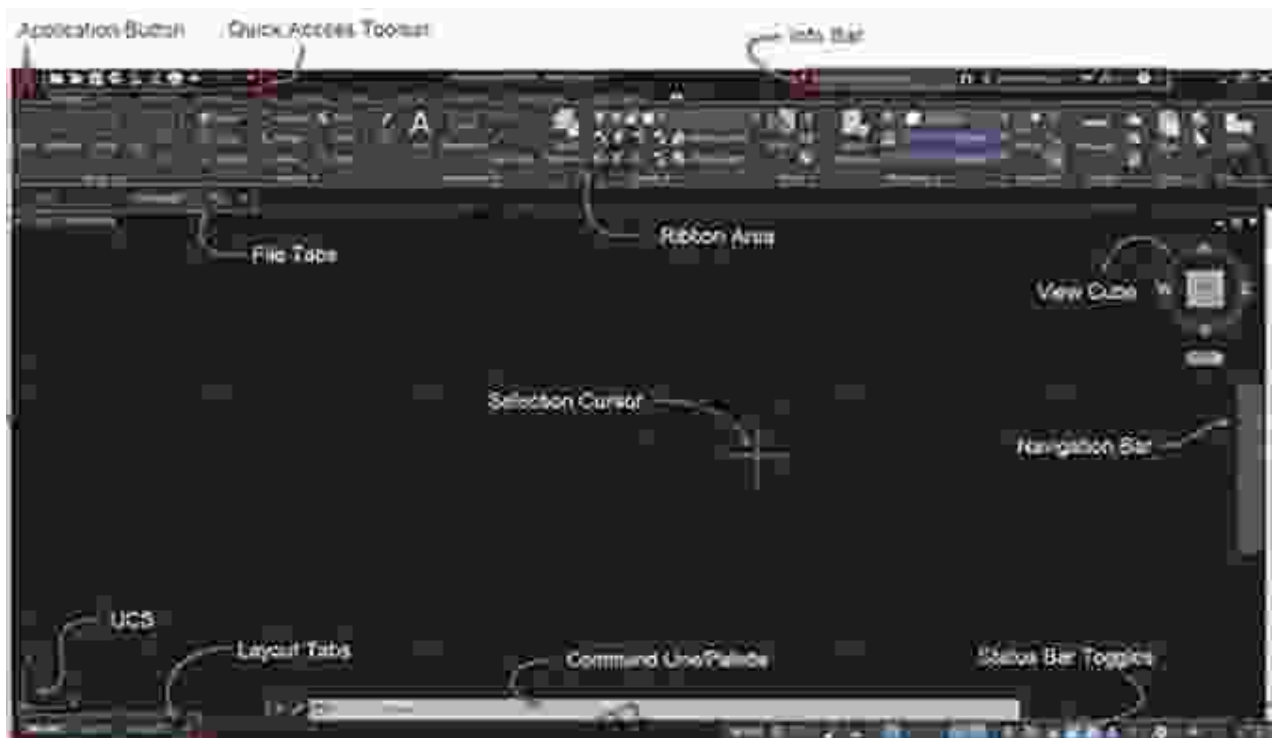 Application Button
Quick Access Toolbar
Info Bar
A
File Tabs
Ribbon Area
View Cube
W
Selection Cursor
Navigation Bar
UCS
Layout Tabs
Command Line/Palette
Status Bar Toggles